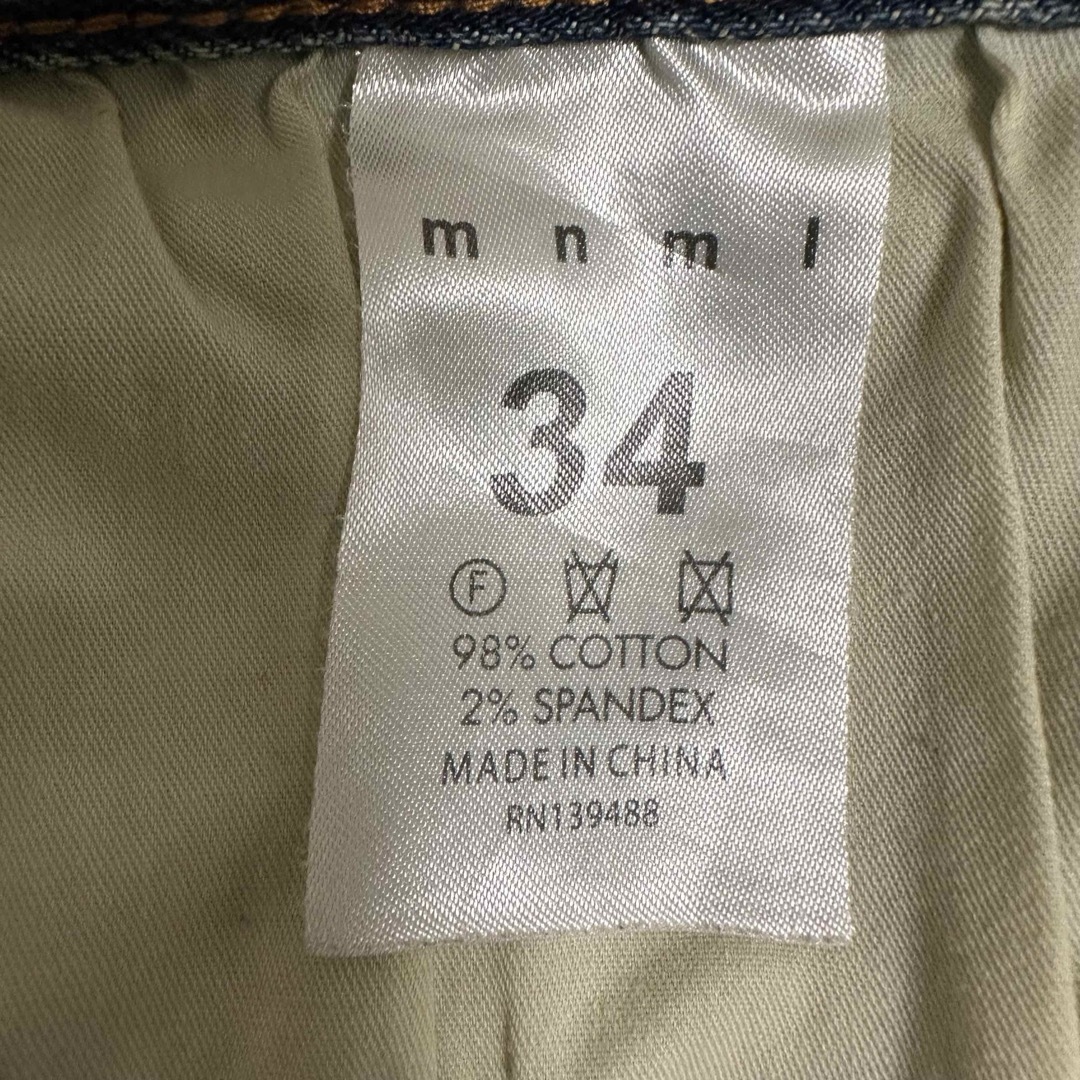 m n m l
34
F
98% COTTON
2% SPANDEX
MADE IN CHINA
RN139488